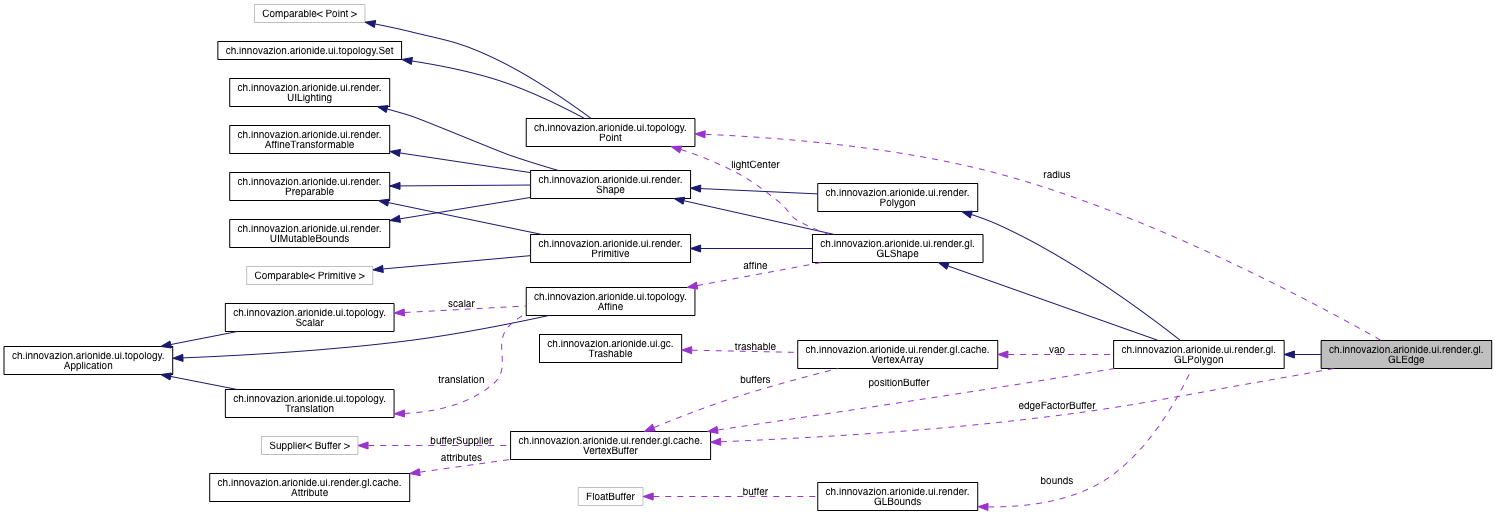 Comparable< Point >
ch.innovazion.arionide.ui.topology.Set
ch.innovazion.arionide.ui.render.
UILighting
ch.innovazion.arionide.ui.topology.
Point
ch.innovazion.arionide.ui.render.
AffineTransformable
lightCenter
radius
ch.innovazion.arionide.ui.render.
Preparable
ch.innovazion.arionide.ui.render.
Shape
ch.innovazion.arionide.ui.render.
Polygon
ch.innovazion.arionide.ui.render.
UIMutableBounds
ch.innovazion.arionide.ui.render.
Primitive
ch.innovazion.arionide.ui.render.gl.
GLShape
Comparable< Primitive >
affine
ch.innovazion.arionide.ui.topology.
Affine
scalar
ch.innovazion.arionide.ui.topology.
Scalar
ch.innovazion.arionide.ui.topology.
Application
ch.innovazion.arionide.ui.gc.
Trashable
trashable
ch.innovazion.arionide.ui.render.gl.cache.
VertexArray
vao
ch.innovazion.arionide.ui.render.gl.
GLPolygon
ch.innovazion.arionide.ui.render.gl.
GLEdge
translation
buffers
positionBuffer
ch.innovazion.arionide.ui.topology.
Translation
edgeFactorBuffer
Supplier< Buffer >
bufferSupplier
ch.innovazion.arionide.ui.render.gl.cache.
VertexBuffer
attributes
ch.innovazion.arionide.ui.render.gl.cache.
Attribute
bounds
FloatBuffer
buffer
ch.innovazion.arionide.ui.render.
GLBounds